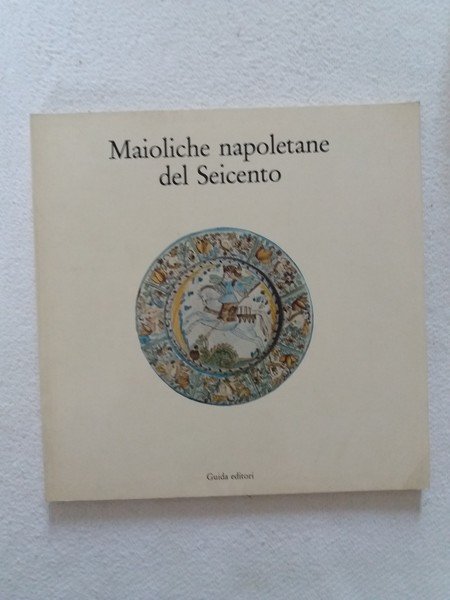 Maioliche napoletane
del Seicento
Guida editori